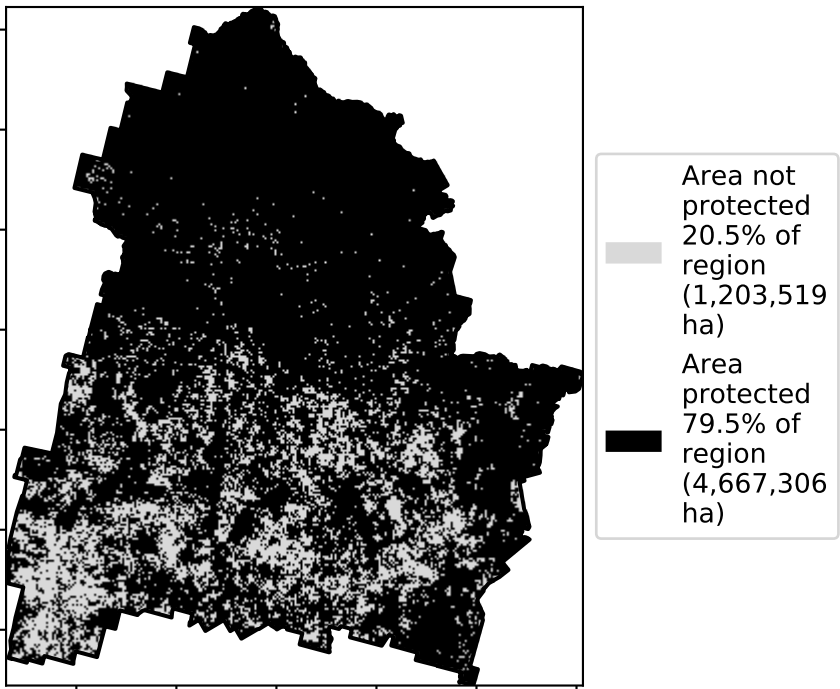 Area not
protected
20.5% of
region
(1,203,519
ha)
Area
protected
79.5% of
region
(4,667,306
ha)